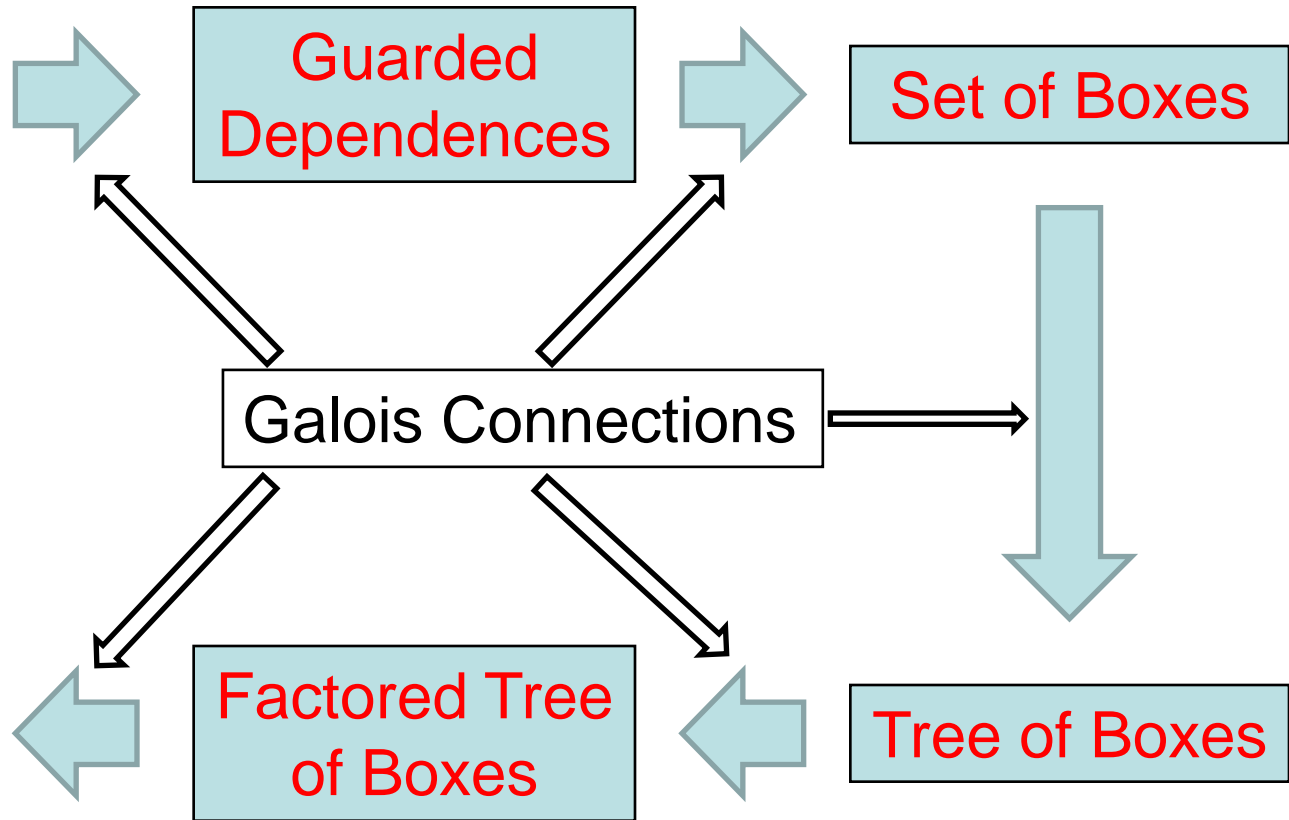 Guarded
Dependences
Set of Boxes
Galois Connections
Factored Tree
of Boxes
Tree of Boxes